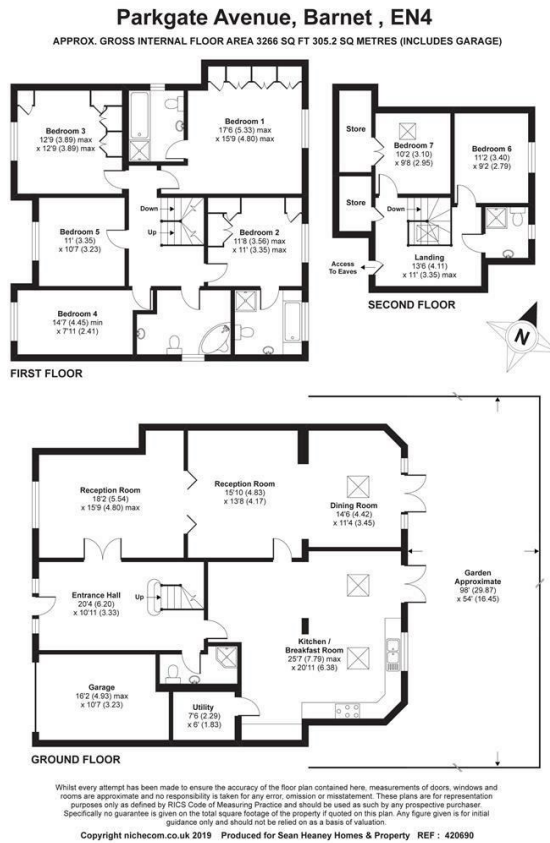 Parkgate Avenue, Barnet , EN4
APPROX. GROSS INTERNAL FLOOR AREA 3266 SQ FT 305.2 SQ METRES (INCLUDES GARAGE)
Bedroom 3
12'9 (3.89) max
x 12'9 (3.89) max
Bedroom 1
17'6 (5.33) max
x 15'9 (4.80) max
Bedroom 5
11' (3.35)
x 10'7 (3.23)
Down
Up
Bedroom 2
11'8 (3.56) max
x 11' (3.35) max
Bedroom 4
14'7 (4.45) min
x 7'11 (2.41)
FIRST FLOOR
Store
Bedroom 7
10'2 (3.10)
x 9'8 (2.95)
Bedroom 6
11'2 (3.40)
x 9'2 (2.79)
Store
Down
Landing
13'6 (4.11)
x 11' (3.35) max
Access
To Eaves
SECOND FLOOR
N
Reception Room
18'2 (5.54)
x 15'9 (4.80) max
Reception Room
15'10 (4.83)
x 13'8 (4.17)
Dining Room
14'6 (4.42)
x 11'4 (3.45)
Entrance Hall
20'4 (6.20)
x 10'11 (3.33)
Up
Kitchen /
Breakfast Room
25'7 (7.79) max
x 20'11 (6.38)
Garden
Approximate
98' (29.87)
x 54' (16.45)
Garage
16'2 (4.93) max
x 10'7 (3.23)
Utility
7'6 (2.29)
x 6' (1.83)
GROUND FLOOR
Whilst every attempt has been made to ensure the accuracy of the floor plan contained here, measurements of doors, windows and
rooms are approximate and no responsibility is taken for any error, omission or misstatement. These plans are for representation
purposes only as defined by RICS Code of Measuring Practice and should be used as such by any prospective purchaser.
Specifically no guarantee is given on the total square footage of the property if quoted on this plan. Any figure given is for initial
guidance only and should not be relied on as a basis of valuation.
Copyright nichecom.co.uk 2019 Produced for Sean Heaney Homes & Property REF : 420690